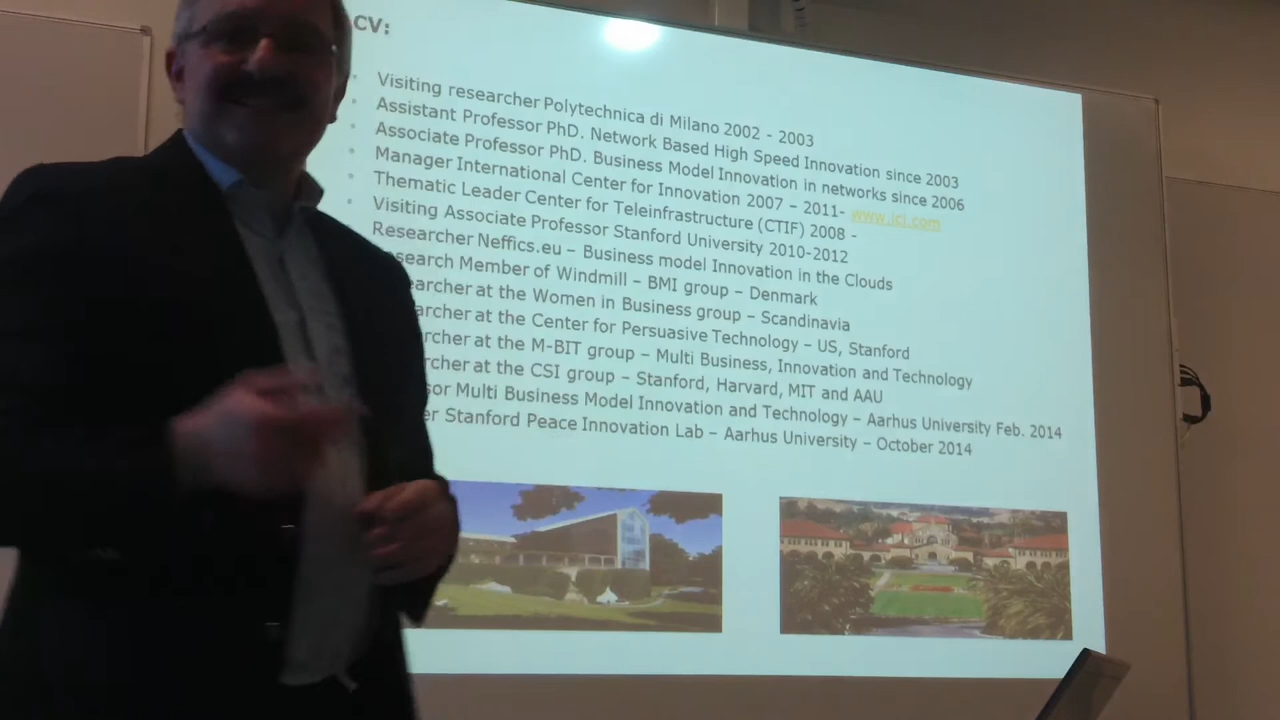 CV:
Visiting researcher Polytechnica di Milano 2002 - 2003
Assistant Professor PhD. Network Based High Speed Innovation since 2003
Associate Professor PhD. Business Model Innovation in networks since 2006
Manager International Center for Innovation 2007 – 2011- www.ici.com
Thematic Leader Center for Teleinfrastructure (CTIF) 2008 -
Visiting Associate Professor Stanford University 2010-2012
Researcher Neffics.eu – Business model Innovation in the Clouds
search Member of Windmill – BMI group – Denmark
earcher at the Women in Business group – Scandinavia
archer at the Center for Persuasive Technology – US, Stanford
rcher at the M-BIT group – Multi Business, Innovation and Technology
rcher at the CSI group – Stanford, Harvard, MIT and AAU
sor Multi Business Model Innovation and Technology – Aarhus University Feb. 2014
er Stanford Peace Innovation Lab – Aarhus University – October 2014